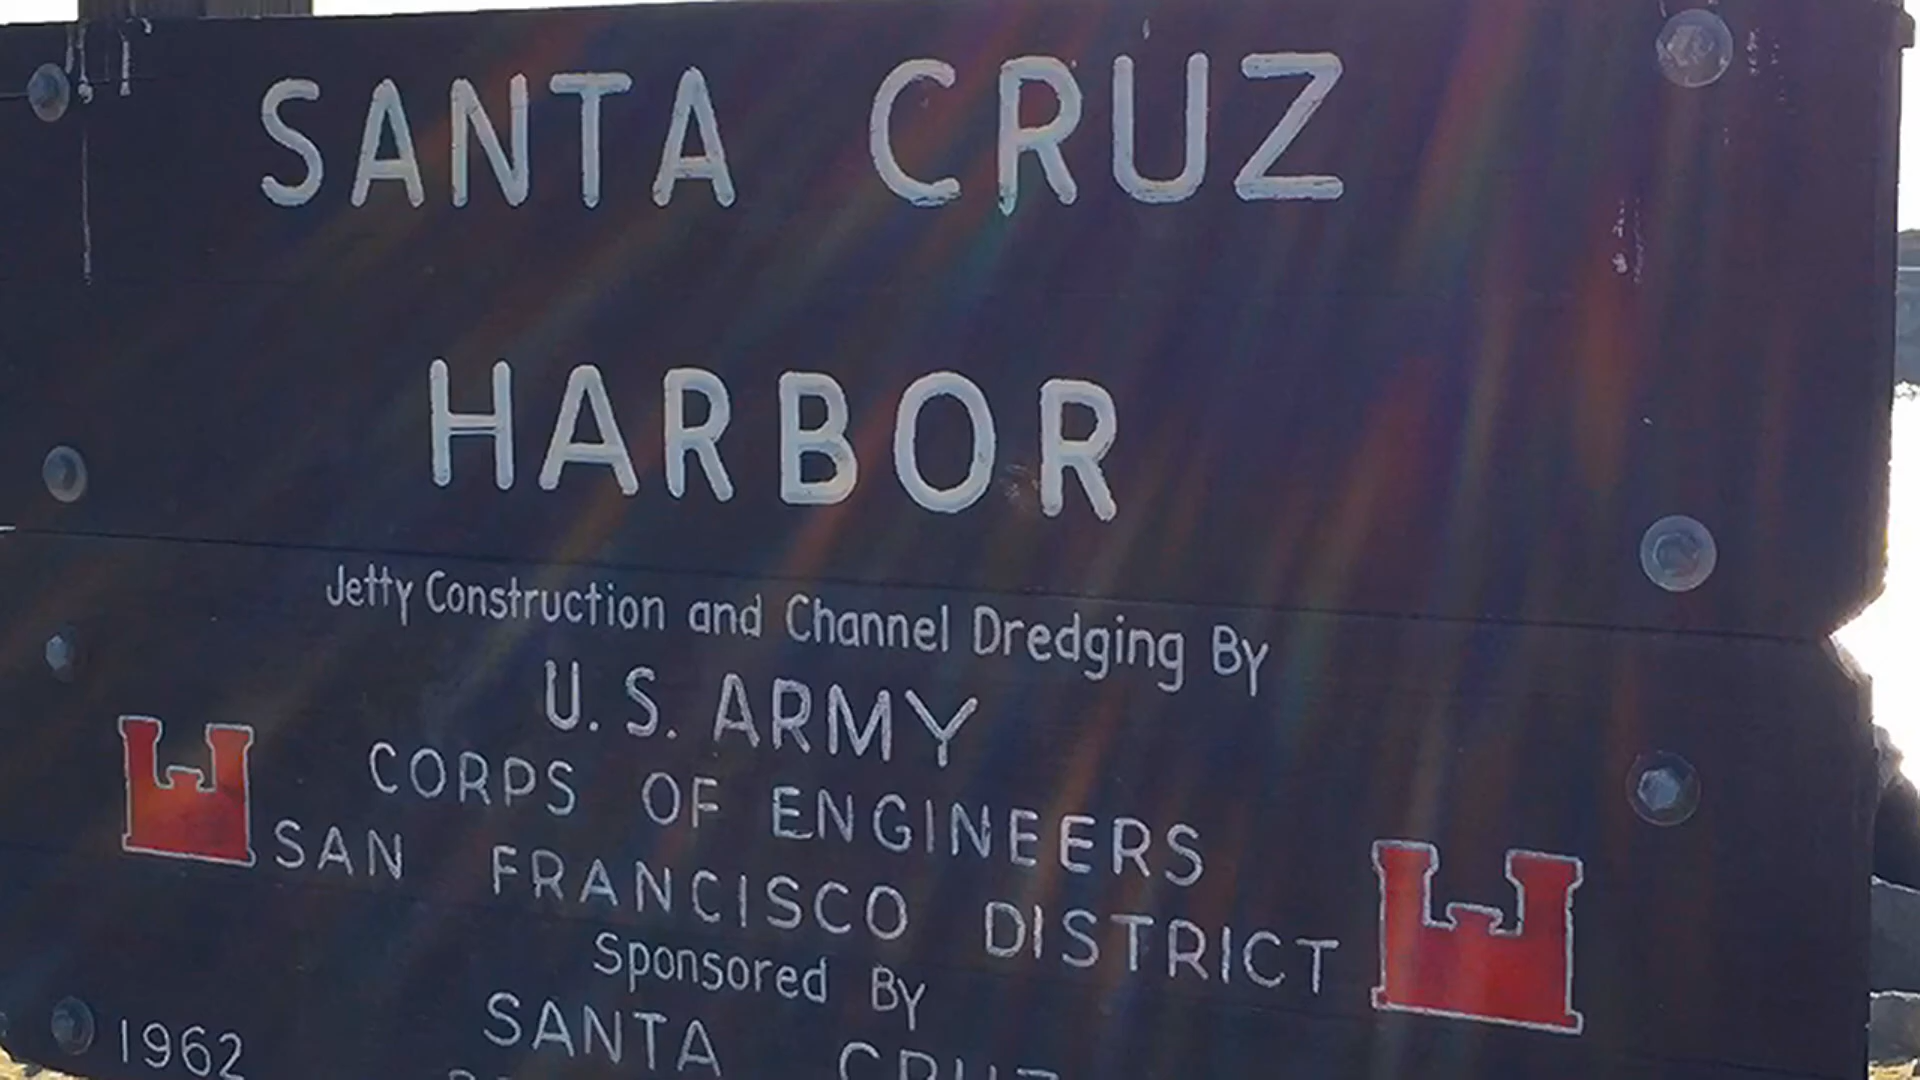 SANTA CRUZ
HARBOR
Jetty Construction and Channel Dredging By
U.S. ARMY
CORPS OF ENGINEERS
SAN FRANCISCO DISTRICT
Sponsored By
SANTA CRUZ
1962